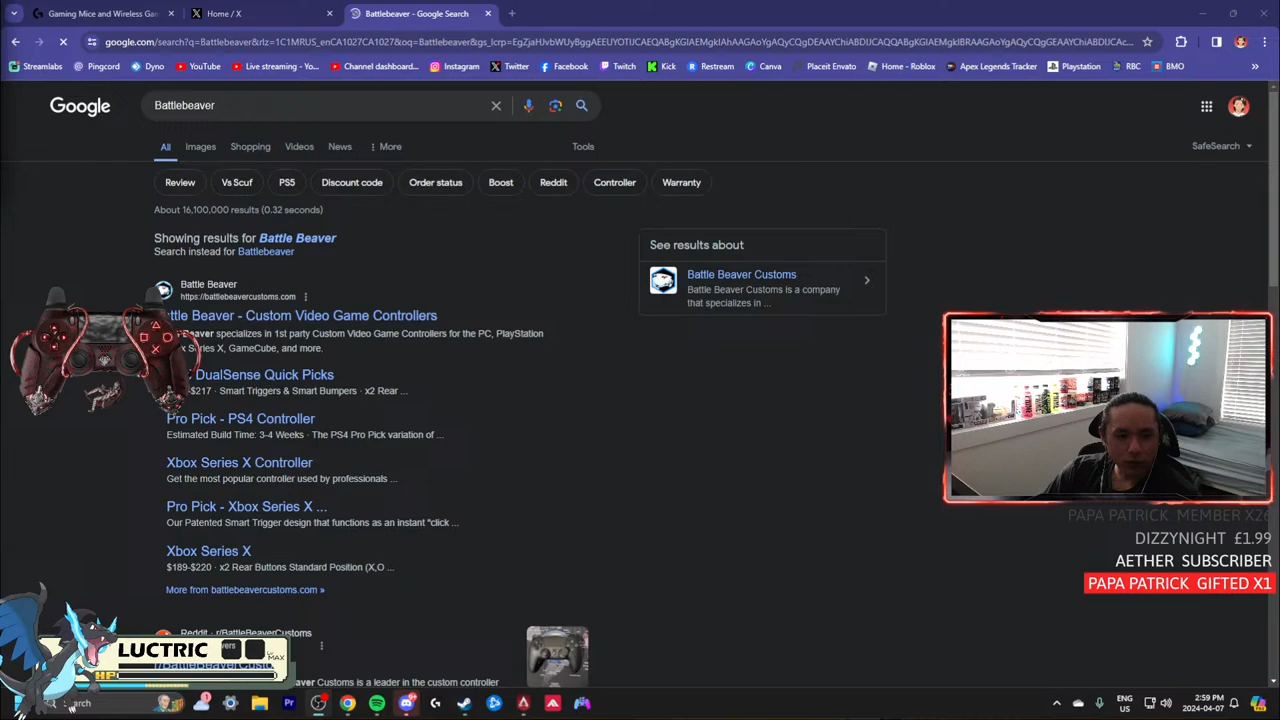 Gaming Mice and Wireless Gam
Home / X
Battlebeaver - Google Search
google.com/search?q=Battlebeaver&rlz=1C1MRUS_enCA1027CA1027&oq=Battlebeaver&gs_lcrp=
Streamlabs
Pingcord
Dyno
YouTube
Live streaming - Yo...
Channel dashboard...
Instagram
Twitter
Facebook
Twitch
Kick
Restream
Canva
Placeit Envato
Home - Roblox
Apex Legends Tracker
Playstation
RBC
BMO
Google
Battlebeaver
All
Images
Shopping
Videos
News
More
Tools
SafeSearch
Review
Vs Scuf
PS5
Discount code
Order status
Boost
Reddit
Controller
Warranty
About 16,100,000 results (0.32 seconds)
Showing results for Battle Beaver
Search instead for Battlebeaver
See results about
Battle Beaver Customs
Battle Beaver Customs is a company
that specializes in ...
Battle Beaver
https://battlebeavercustoms.com
ttle Beaver - Custom Video Game Controllers
Beaver specializes in 1st party Custom Video Game Controllers for the PC, PlayStation
Series X, GameCube, and more.
DualSense Quick Picks
-$217 · Smart Triggers & Smart Bumpers · x2 Rear ...
Pro Pick - PS4 Controller
Estimated Build Time: 3-4 Weeks · The PS4 Pro Pick variation of ...
Xbox Series X Controller
Get the most popular controller used by professionals ...
Pro Pick - Xbox Series X ...
Our Patented Smart Trigger design that functions as an instant "click ...
Xbox Series X
$189-$220 · x2 Rear Buttons Standard Position (X,O ...
More from battlebeavercustoms.com »
Reddit · r/BattleBeaverCustoms
PAPA PATRICK MEMBER X26
DIZZYNIGHT £1.99
AETHER SUBSCRIBER
PAPA PATRICK GIFTED X1
LUCTRIC
LV MAX
HP
Customs is a leader in the custom controller
ENG
US
2:59 PM
2024-04-07